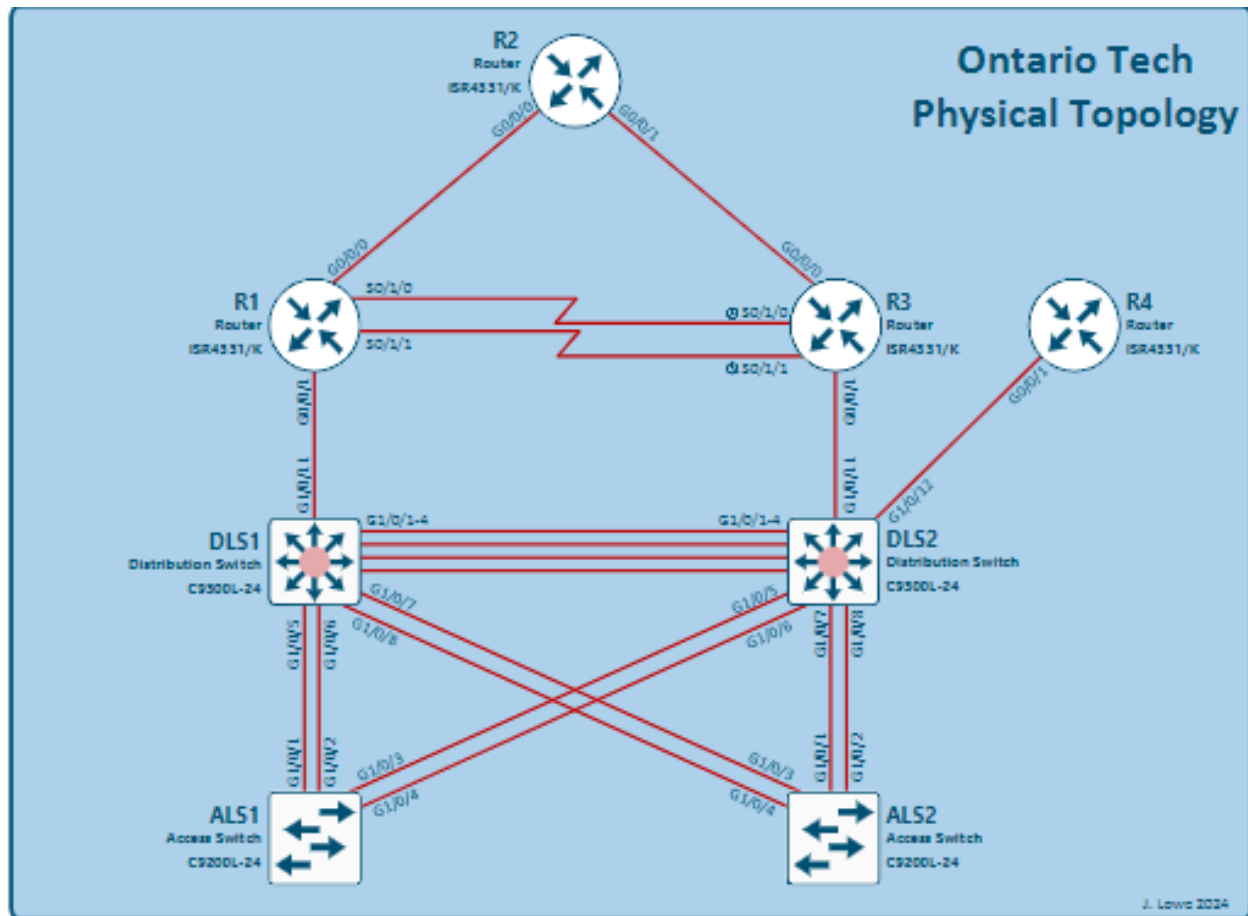 Ontario Tech
Physical Topology
R2
Router
ISR4331/K
G0/0/0
G0/0/1
G0/0/0
G0/0/0
R1
Router
ISR4331/K
S0/1/0
S0/1/1
S0/1/0
S0/1/1
R3
Router
ISR4331/K
R4
Router
ISR4331/K
G0/0/1
G0/0/1
G0/0/1
G1/0/11
G1/0/11
G1/0/12
DLS1
Distribution Switch
C9300L-24
G1/0/1-4
G1/0/1-4
DLS2
Distribution Switch
C9300L-24
G1/0/5
G1/0/6
G1/0/7
G1/0/8
G1/0/5
G1/0/6
G1/0/7
G1/0/8
G1/0/1
G1/0/2
G1/0/3
G1/0/4
G1/0/3
G1/0/4
G1/0/1
G1/0/2
ALS1
Access Switch
C9200L-24
ALS2
Access Switch
C9200L-24
J. Lowe 2024